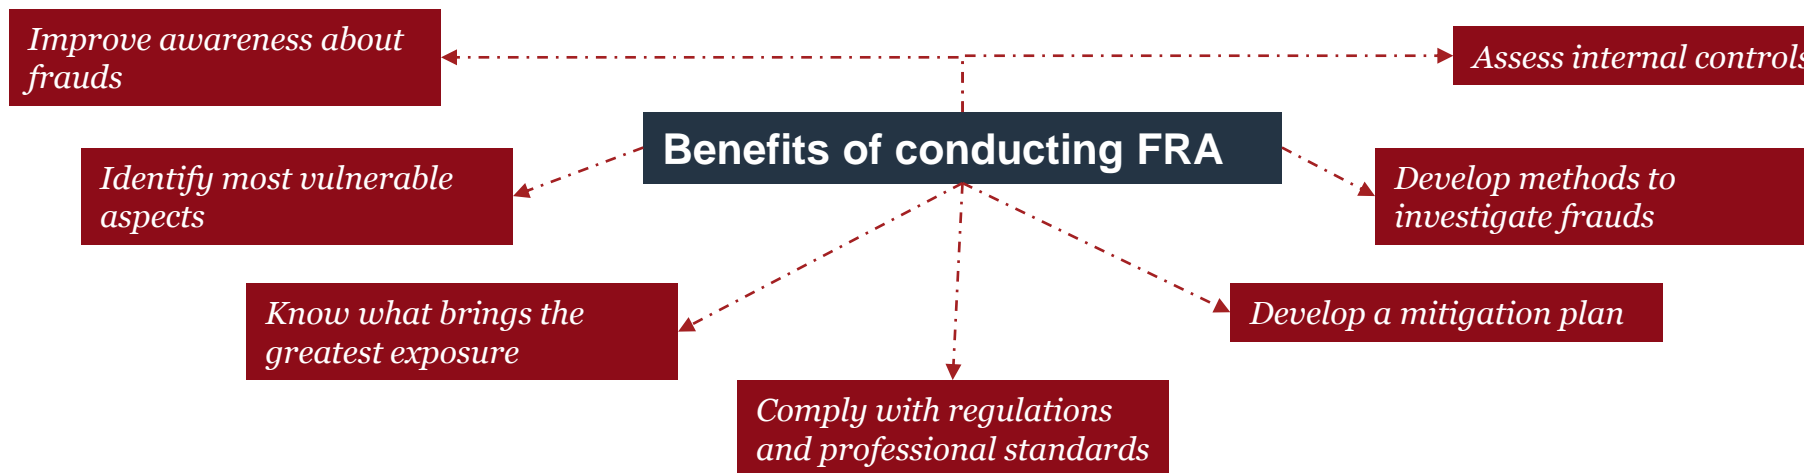 Improve awareness about
frauds
Assess internal controls
Benefits of conducting FRA
Identify most vulnerable
aspects
Develop methods to
investigate frauds
Know what brings the
greatest exposure
Develop a mitigation plan
Comply with regulations
and professional standards